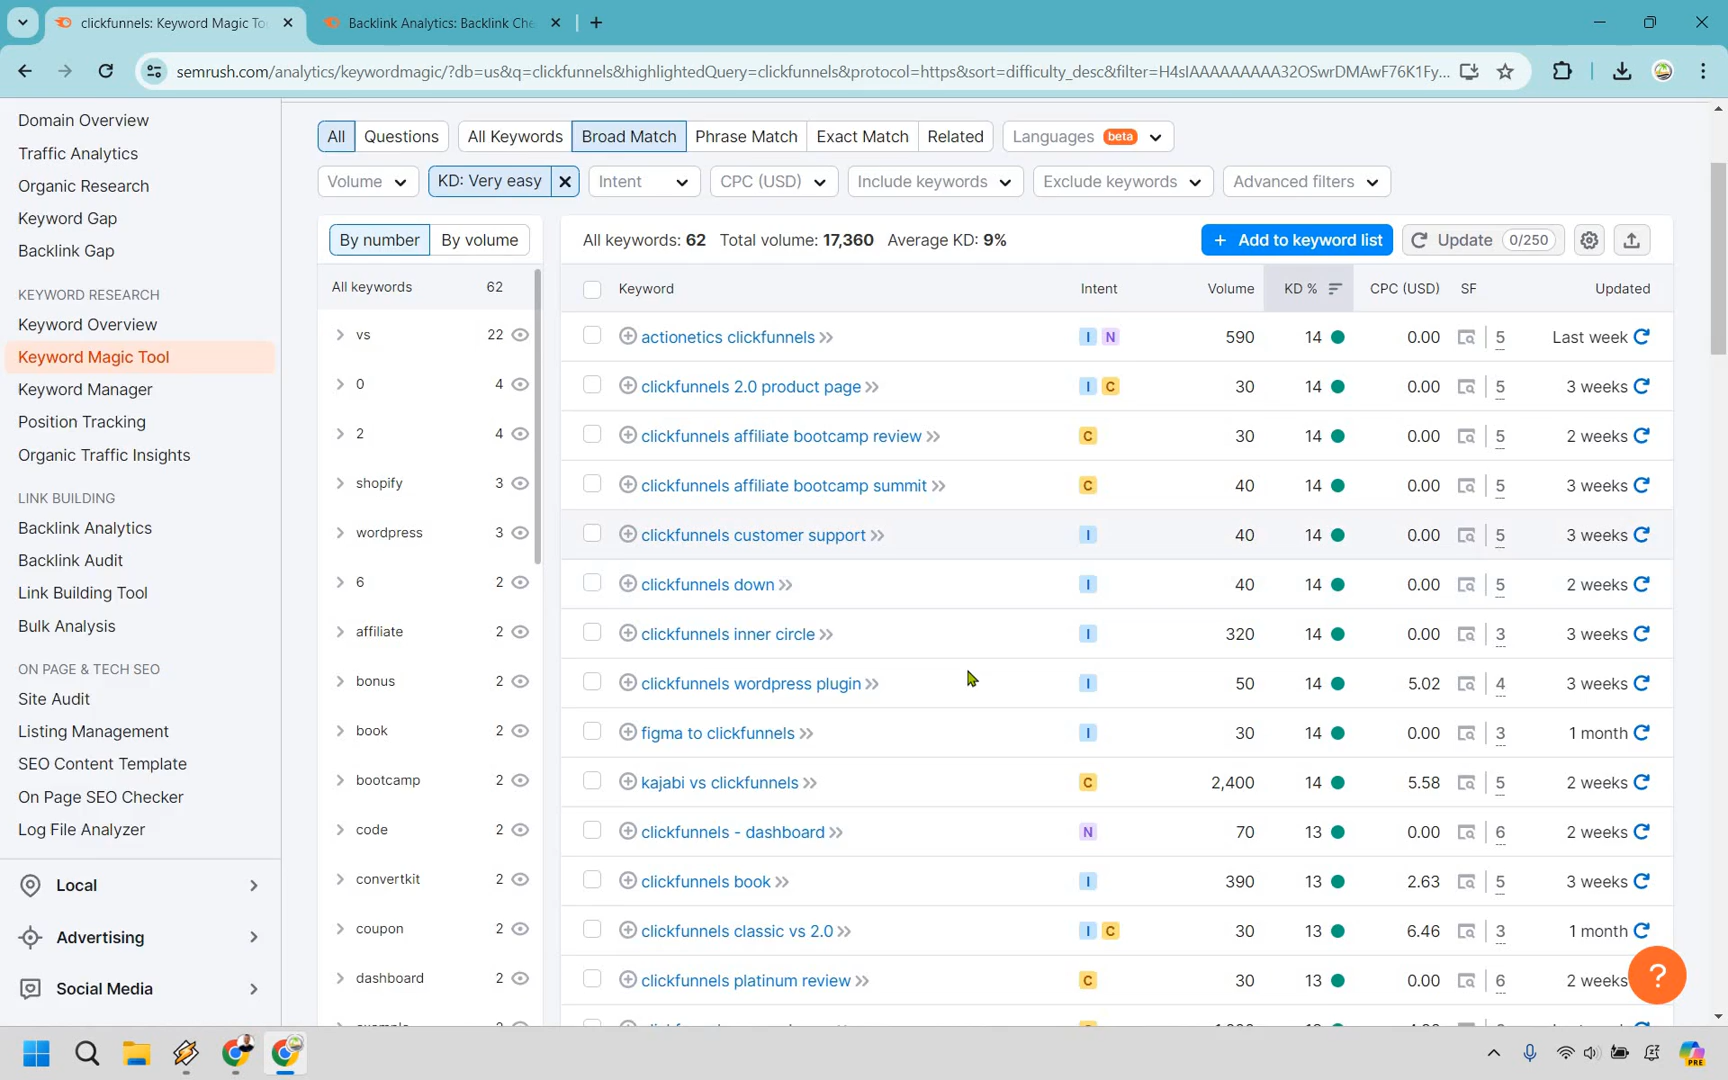 clickfunnels: Keyword Magic To
Backlink Analytics: Backlink Che
semrush.com/analytics/keywordmagic/?db=us&q=clickfunnels&highlightedQuery=clickfunnels&protocol=https&sort=difficulty_desc&filter=H4sIAAAAAAAAA32OSwrDMAwF76K1Fy...
Domain Overview
Traffic Analytics
Organic Research
Keyword Gap
Backlink Gap
KEYWORD RESEARCH
Keyword Overview
Keyword Magic Tool
Keyword Manager
Position Tracking
Organic Traffic Insights
LINK BUILDING
Backlink Analytics
Backlink Audit
Link Building Tool
Bulk Analysis
ON PAGE & TECH SEO
Site Audit
Listing Management
SEO Content Template
On Page SEO Checker
Log File Analyzer
Local
Advertising
Social Media
All Questions All Keywords Broad Match Phrase Match Exact Match Related Languages beta
Volume KD: Very easy Intent CPC (USD) Include keywords Exclude keywords Advanced filters
By number By volume
All keywords 62
vs 22
0 4
2 4
shopify 3
wordpress 3
6 2
affiliate 2
bonus 2
book 2
bootcamp 2
code 2
convertkit 2
coupon 2
dashboard 2
All keywords: 62 Total volume: 17,360 Average KD: 9%
+ Add to keyword list Update 0/250
Keyword Intent Volume KD % CPC (USD) SF Updated
actionetics clickfunnels I N 590 14 0.00 5 Last week
clickfunnels 2.0 product page I C 30 14 0.00 5 3 weeks
clickfunnels affiliate bootcamp review C 30 14 0.00 5 2 weeks
clickfunnels affiliate bootcamp summit C 40 14 0.00 5 3 weeks
clickfunnels customer support I 40 14 0.00 5 3 weeks
clickfunnels down I 40 14 0.00 5 2 weeks
clickfunnels inner circle I 320 14 0.00 3 3 weeks
clickfunnels wordpress plugin I 50 14 5.02 4 3 weeks
figma to clickfunnels I 30 14 0.00 3 1 month
kajabi vs clickfunnels C 2,400 14 5.58 5 2 weeks
clickfunnels - dashboard N 70 13 0.00 6 2 weeks
clickfunnels book I 390 13 2.63 5 3 weeks
clickfunnels classic vs 2.0 I C 30 13 6.46 3 1 month
clickfunnels platinum review C 30 13 0.00 6 2 weeks
?
PRE